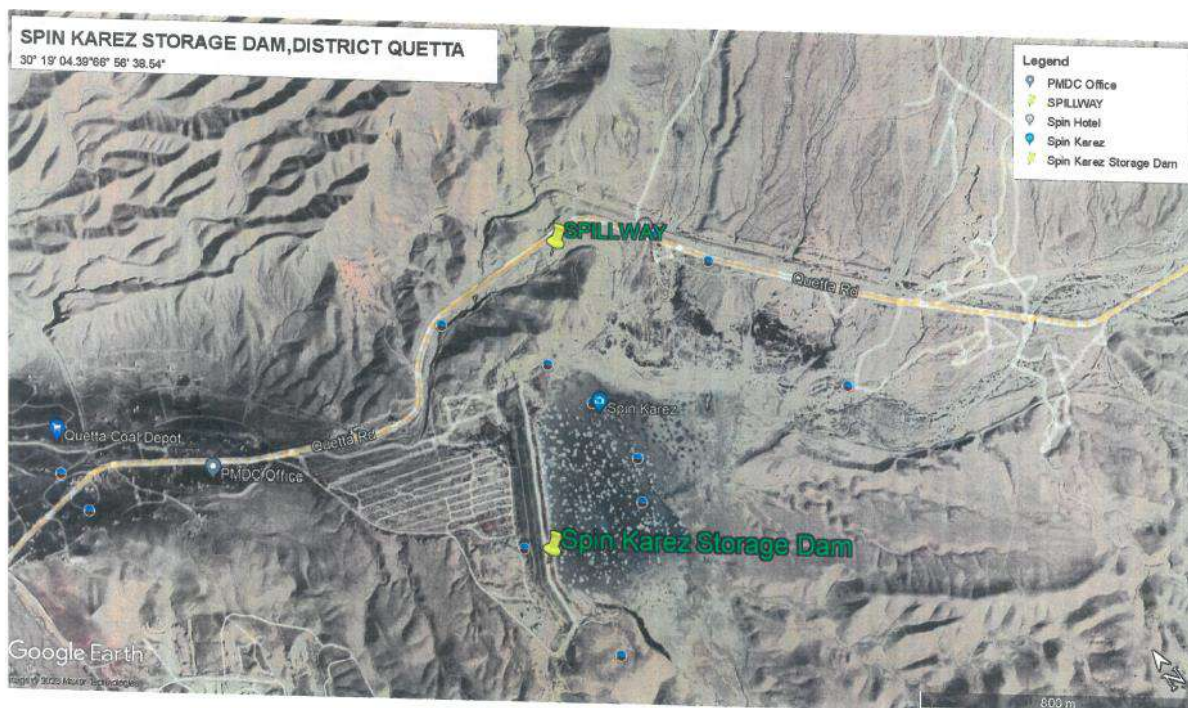 SPIN KAREZ STORAGE DAM,DISTRICT QUETTA
30° 19' 04.39"66° 56' 38.54"
Legend
PMDC Office
SPILLWAY
Spin Hotel
Spin Karez
Spin Karez Storage Dam
SPILLWAY
Quetta Rd
Spin Karez
Quetta Coal Depot
Quetta Rd
PMDC Office
Spin Karez Storage Dam
Google Earth
Technologies
N
800 m